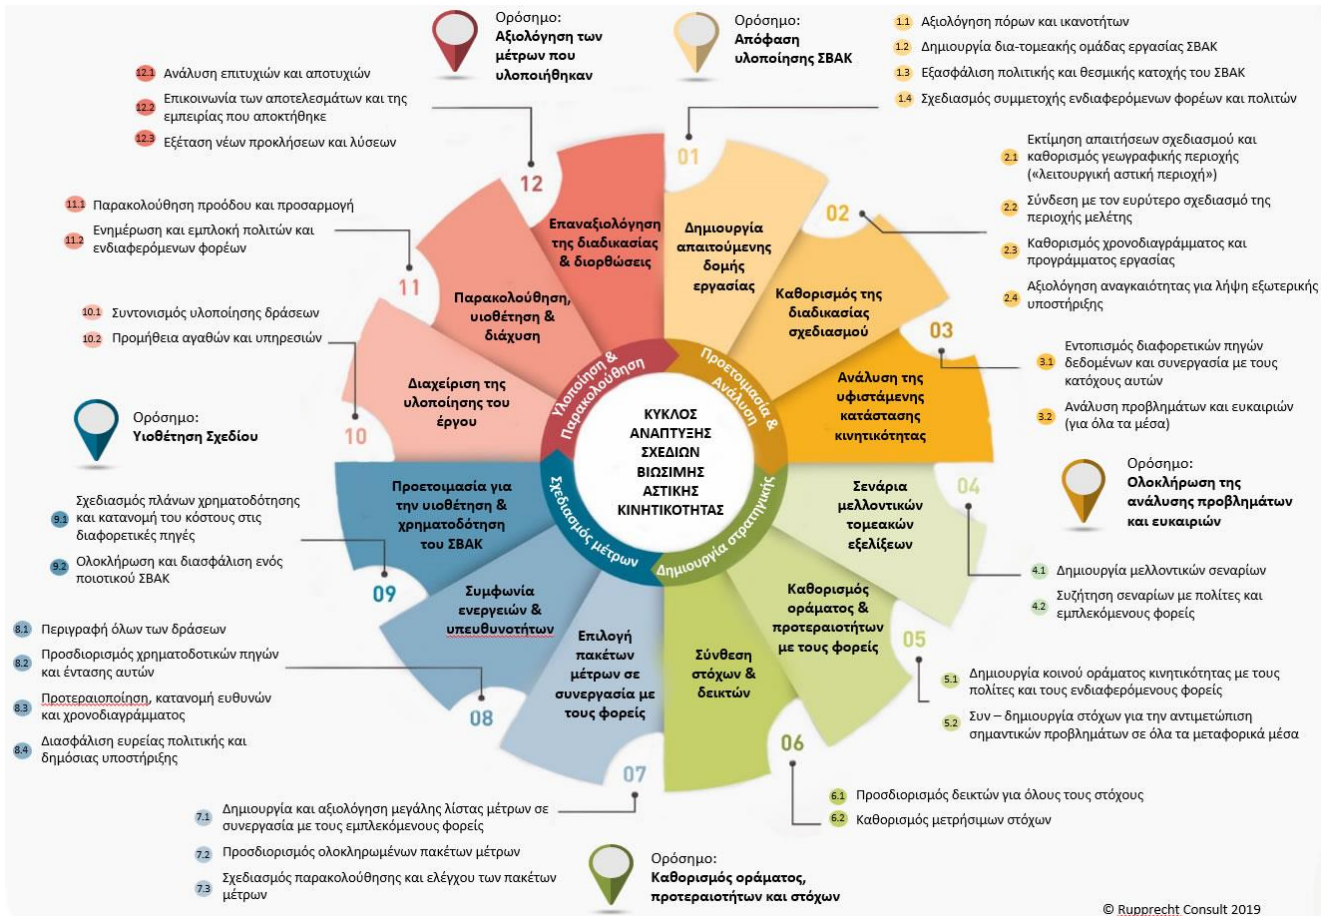 Ορόσημο:
Αξιολόγηση των
μέτρων που
υλοποιήθηκαν
Ορόσημο:
Απόφαση
υλοποίησης ΣΒΑΚ
1.1 Αξιολόγηση πόρων και ικανοτήτων
1.2 Δημιουργία δια-τομεακής ομάδας εργασίας ΣΒΑΚ
1.3 Εξασφάλιση πολιτικής και θεσμικής κατοχής του ΣΒΑΚ
1.4 Σχεδιασμός συμμετοχής ενδιαφερόμενων φορέων και πολιτών
12.1 Ανάλυση επιτυχιών και αποτυχιών
12.2 Επικοινωνία των αποτελεσμάτων και της
εμπειρίας που αποκτήθηκε
12.3 Εξέταση νέων προκλήσεων και λύσεων
2.1 Εκτίμηση απαιτήσεων σχεδιασμού και
καθορισμός γεωγραφικής περιοχής
(«λειτουργική αστική περιοχή»)
2.2 Σύνδεση με τον ευρύτερο σχεδιασμό της
περιοχής μελέτης
2.3 Καθορισμός χρονοδιαγράμματος και
προγράμματος εργασίας
2.4 Αξιολόγηση αναγκαιότητας για λήψη εξωτερικής
υποστήριξης
11.1 Παρακολούθηση προόδου και προσαρμογή
11.2 Ενημέρωση και εμπλοκή πολιτών και
ενδιαφερόμενων φορέων
10.1 Συντονισμός υλοποίησης δράσεων
10.2 Προμήθεια αγαθών και υπηρεσιών
3.1 Εντοπισμός διαφορετικών πηγών
δεδομένων και συνεργασία με τους
κατόχους αυτών
3.2 Ανάλυση προβλημάτων και ευκαιριών
(για όλα τα μέσα)
01
Δημιουργία
απαιτούμενης
δομής
εργασίας
02
Καθορισμός της
διαδικασίας
σχεδιασμού
03
Ανάλυση της
υφιστάμενης
κατάστασης
κινητικότητας
04
Σενάρια
μελλοντικών
τομεακών
εξελίξεων
05
Καθορισμός
οράματος &
προτεραιοτήτων
με τους φορείς
06
Σύνθεση
στόχων &
δεικτών
07
Επιλογή
πακέτων
μέτρων σε
συνεργασία με
τους φορείς
08
Συμφωνία
ενεργειών &
υπευθυνοτήτων
09
Προετοιμασία για
την υιοθέτηση &
χρηματοδότηση
του ΣΒΑΚ
10
Διαχείριση της
υλοποίησης του
έργου
11
Παρακολούθηση,
υιοθέτηση &
διάχυση
12
Επαναξιολόγηση
της διαδικασίας
& διορθώσεις
Προετοιμασία &
Ανάλυση
Δημιουργία στρατηγικής
Σχεδιασμός μέτρων
Υλοποίηση &
Παρακολούθηση
ΚΥΚΛΟΣ
ΑΝΑΠΤΥΞΗΣ
ΣΧΕΔΙΩΝ
ΒΙΩΣΙΜΗΣ
ΑΣΤΙΚΗΣ
ΚΙΝΗΤΙΚΟΤΗΤΑΣ
Ορόσημο:
Υιοθέτηση Σχεδίου
Ορόσημο:
Ολοκλήρωση της
ανάλυσης προβλημάτων
και ευκαιριών
9.1 Σχεδιασμός πλάνων χρηματοδότησης
και κατανομή του κόστους στις
διαφορετικές πηγές
9.2 Ολοκλήρωση και διασφάλιση ενός
ποιοτικού ΣΒΑΚ
4.1 Δημιουργία μελλοντικών σεναρίων
4.2 Συζήτηση σεναρίων με πολίτες και
εμπλεκόμενους φορείς
8.1 Περιγραφή όλων των δράσεων
8.2 Προσδιορισμός χρηματοδοτικών πηγών
και έντασης αυτών
8.3 Προτεραιοποίηση, κατανομή ευθυνών
και χρονοδιαγράμματος
8.4 Διασφάλιση ευρείας πολιτικής και
δημόσιας υποστήριξης
5.1 Δημιουργία κοινού οράματος κινητικότητας με τους
πολίτες και τους ενδιαφερόμενους φορείς
5.2 Συν – δημιουργία στόχων για την αντιμετώπιση
σημαντικών προβλημάτων σε όλα τα μεταφορικά μέσα
6.1 Προσδιορισμός δεικτών για όλους τους στόχους
6.2 Καθορισμός μετρήσιμων στόχων
7.1 Δημιουργία και αξιολόγηση μεγάλης λίστας μέτρων σε
συνεργασία με τους εμπλεκόμενους φορείς
7.2 Προσδιορισμός ολοκληρωμένων πακέτων μέτρων
7.3 Σχεδιασμός παρακολούθησης και ελέγχου των πακέτων
μέτρων
Ορόσημο:
Καθορισμός οράματος,
προτεραιοτήτων και στόχων
© Rupprecht Consult 2019